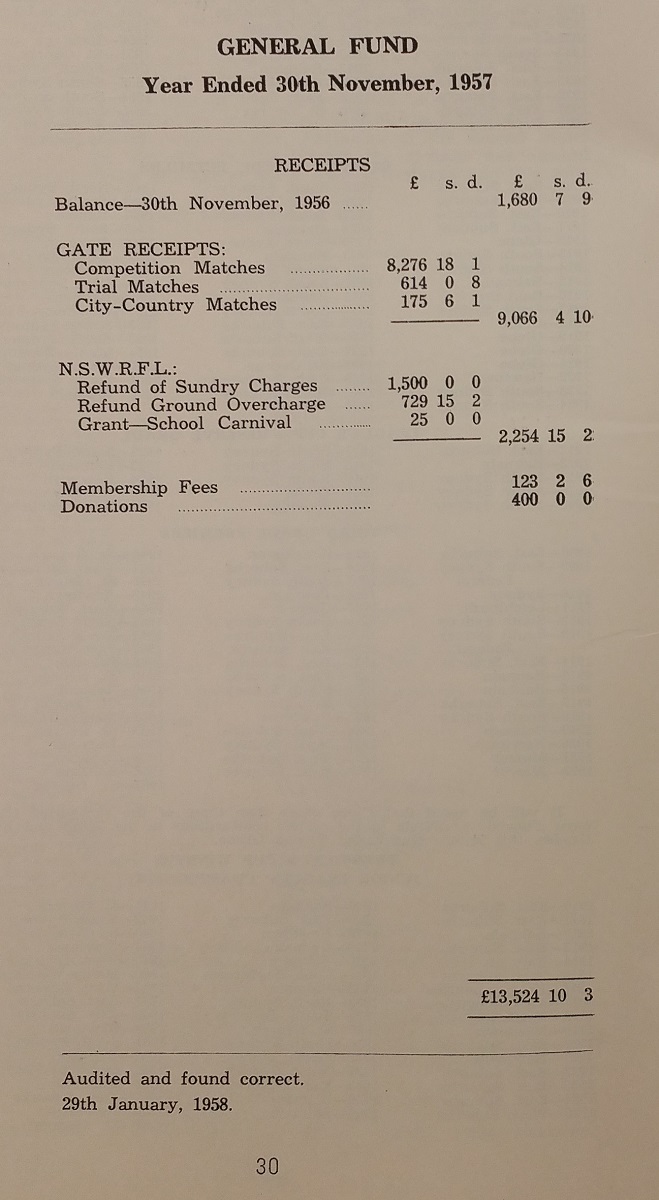 GENERAL FUND
Year Ended 30th November, 1957
RECEIPTS
£ s. d. £ s. d.
Balance—30th November, 1956 ...... 1,680 7 9
GATE RECEIPTS:
Competition Matches ................... 8,276 18 1
Trial Matches .................................... 614 0 8
City-Country Matches ................. 175 6 1
9,066 4 10
N.S.W.R.F.L.:
Refund of Sundry Charges ........ 1,500 0 0
Refund Ground Overcharge ...... 729 15 2
Grant—School Carnival ............. 25 0 0
2,254 15 2
Membership Fees ................................ 123 2 6
Donations .............................................. 400 0 0
£13,524 10 3
Audited and found correct.
29th January, 1958.
30